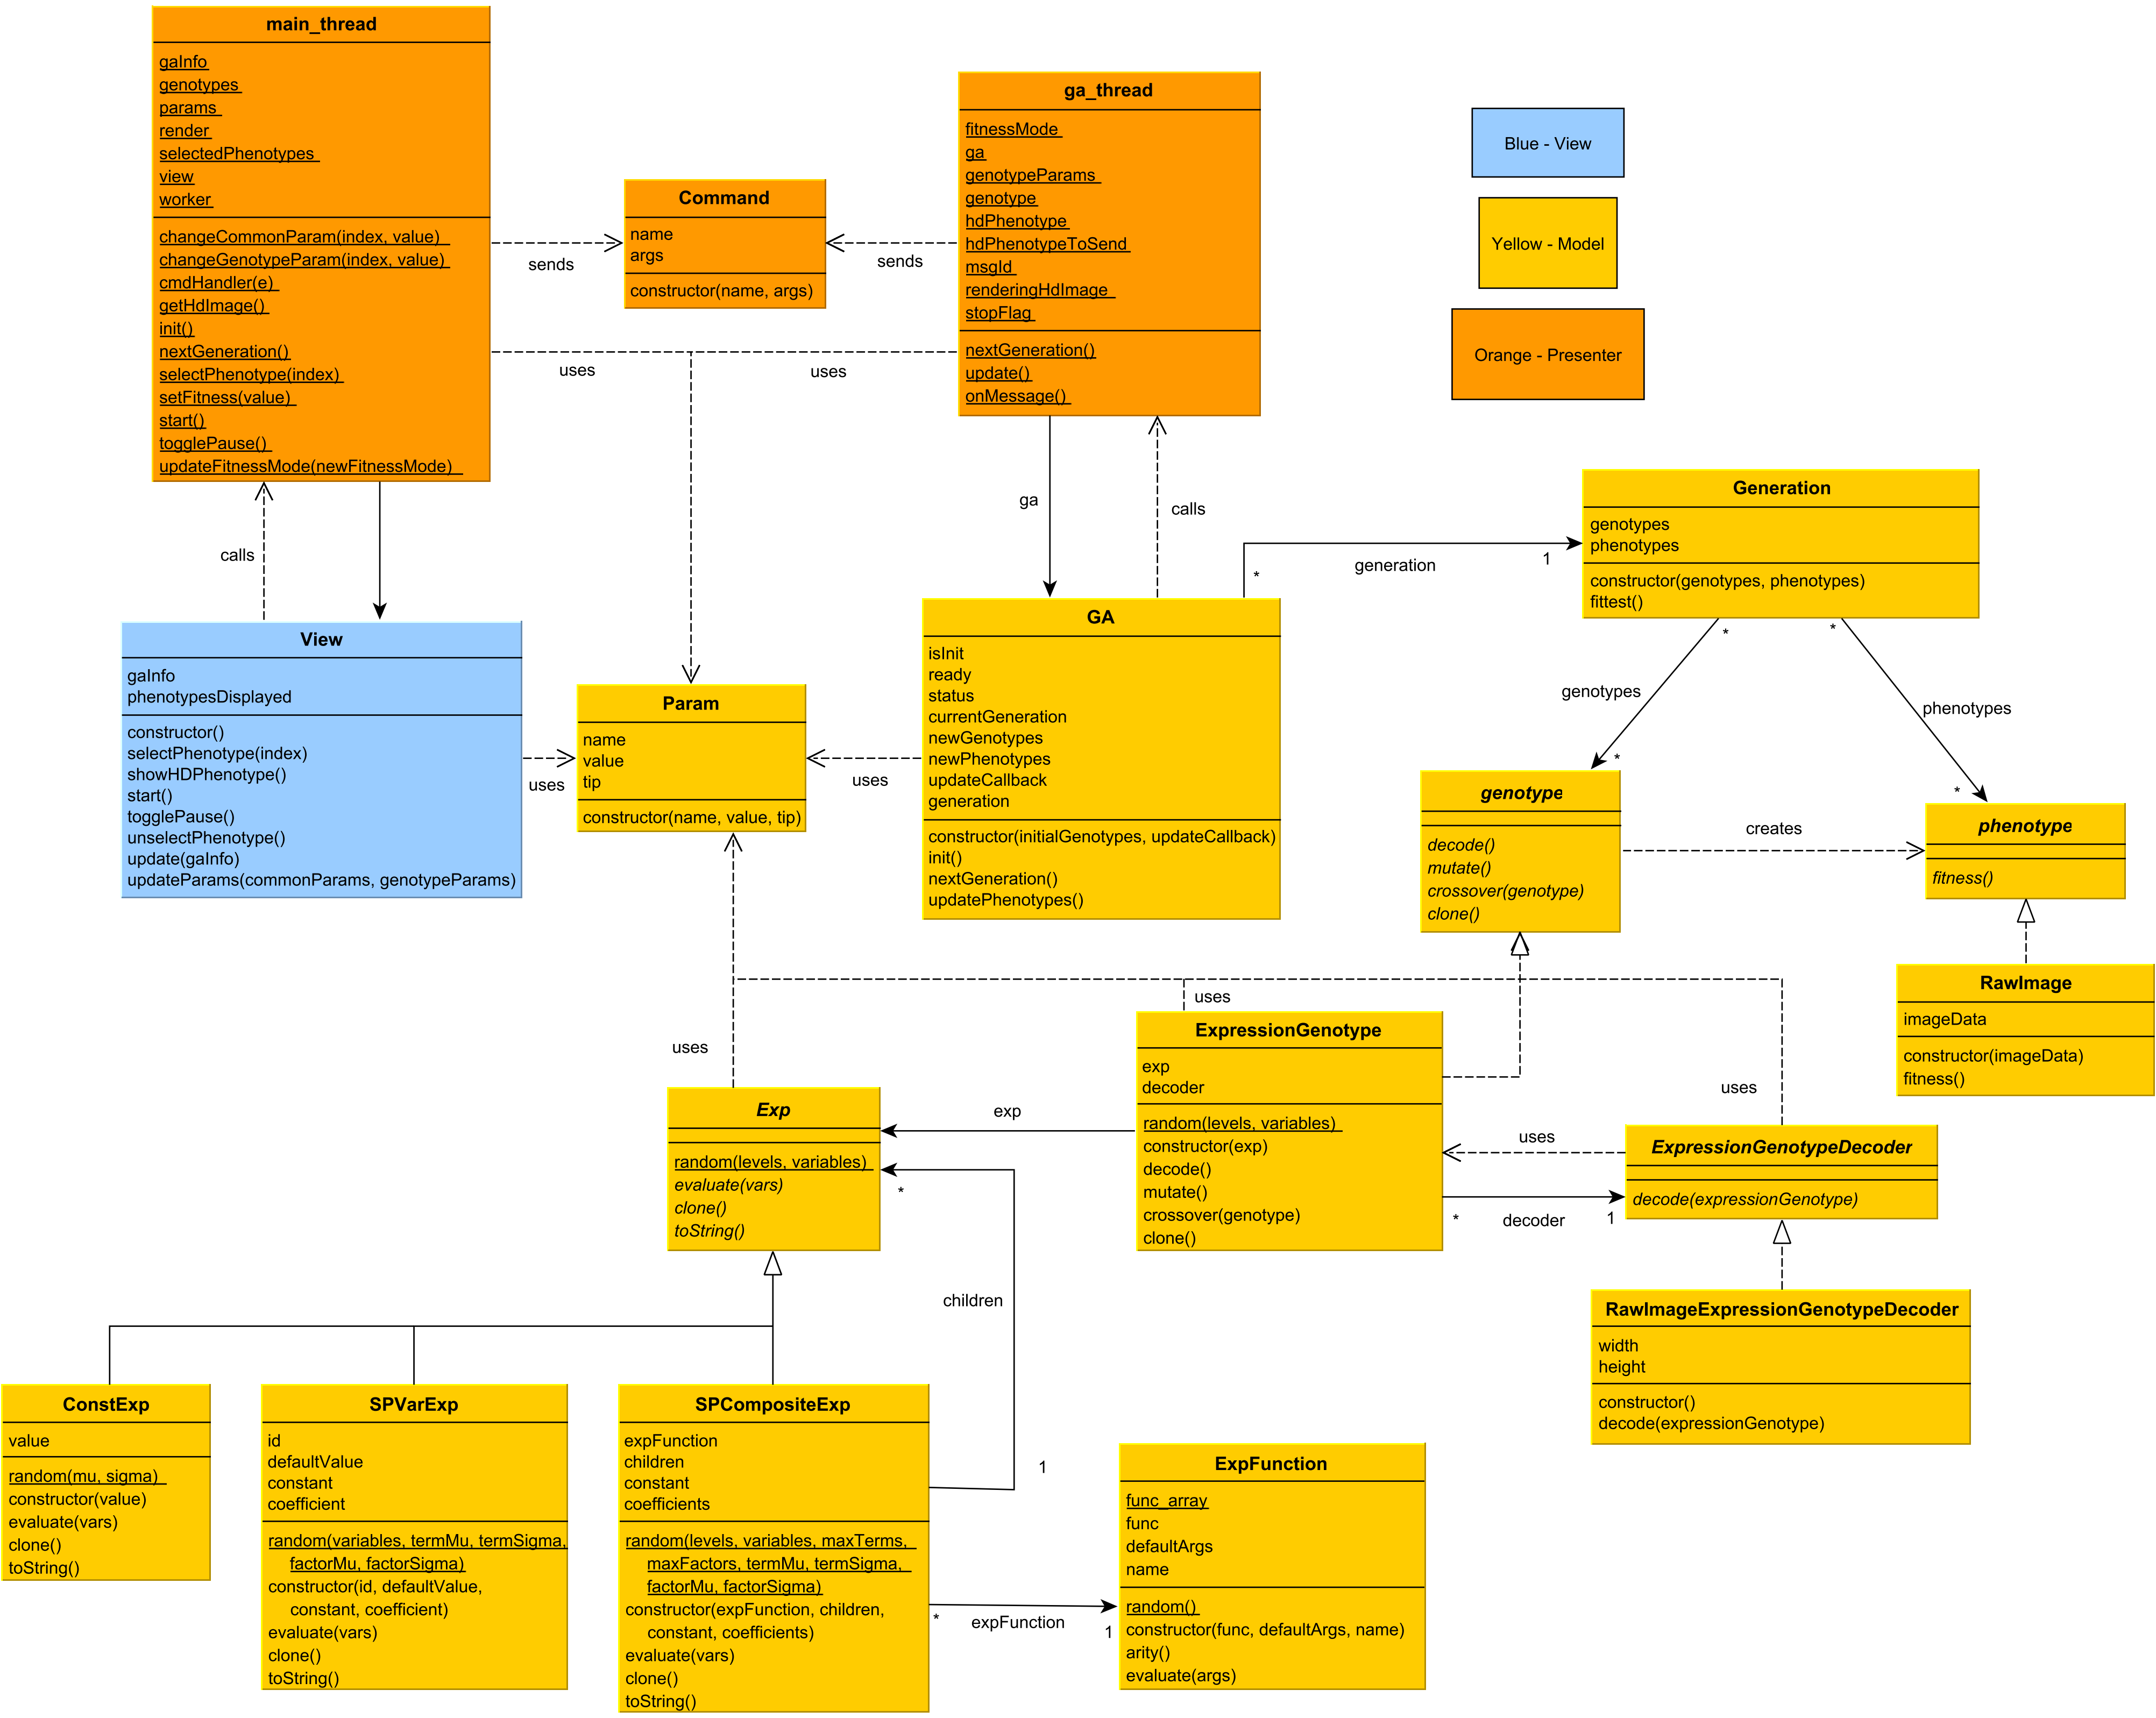 main_thread
gaInfo
genotypes
params
render
selectedPhenotypes
view
worker
changeCommonParam(index, value)
changeGenotypeParam(index, value)
cmdHandler(e)
getHdImage()
init()
nextGeneration()
selectPhenotype(index)
setFitness(value)
start()
togglePause()
updateFitnessMode(newFitnessMode)
sends
Command
name
args
constructor(name, args)
sends
ga_thread
fitnessMode
ga
genotypeParams
genotype
hdPhenotype
hdPhenotypeToSend
msgId
renderingHdImage
stopFlag
nextGeneration()
update()
onMessage()
Blue - View
Yellow - Model
Orange - Presenter
uses
uses
calls
ga
calls
* generation 1
Generation
genotypes
phenotypes
constructor(genotypes, phenotypes)
fittest()
* *
genotypes
phenotypes
* *
View
gaInfo
phenotypesDisplayed
constructor()
selectPhenotype(index)
showHDPhenotype()
start()
togglePause()
unselectPhenotype()
update(gaInfo)
updateParams(commonParams, genotypeParams)
uses
Param
name
value
tip
constructor(name, value, tip)
uses
GA
isInit
ready
status
currentGeneration
newGenotypes
newPhenotypes
updateCallback
generation
constructor(initialGenotypes, updateCallback)
init()
nextGeneration()
updatePhenotypes()
genotype
decode()
mutate()
crossover(genotype)
clone()
creates
phenotype
fitness()
RawImage
imageData
constructor(imageData)
fitness()
uses
uses
uses
Exp
random(levels, variables)
evaluate(vars)
clone()
toString()
exp
ExpressionGenotype
exp
decoder
random(levels, variables)
constructor(exp)
decode()
mutate()
crossover(genotype)
clone()
uses
* decoder 1
ExpressionGenotypeDecoder
decode(expressionGenotype)
RawImageExpressionGenotypeDecoder
width
height
constructor()
decode(expressionGenotype)
*
children
1
ConstExp
value
random(mu, sigma)
constructor(value)
evaluate(vars)
clone()
toString()
SPVarExp
id
defaultValue
constant
coefficient
random(variables, termMu, termSigma,
factorMu, factorSigma)
constructor(id, defaultValue,
constant, coefficient)
evaluate(vars)
clone()
toString()
SPCompositeExp
expFunction
children
constant
coefficients
random(levels, variables, maxTerms,
maxFactors, termMu, termSigma,
factorMu, factorSigma)
constructor(expFunction, children,
constant, coefficients)
evaluate(vars)
clone()
toString()
* expFunction 1
ExpFunction
func_array
func
defaultArgs
name
random()
constructor(func, defaultArgs, name)
arity()
evaluate(args)